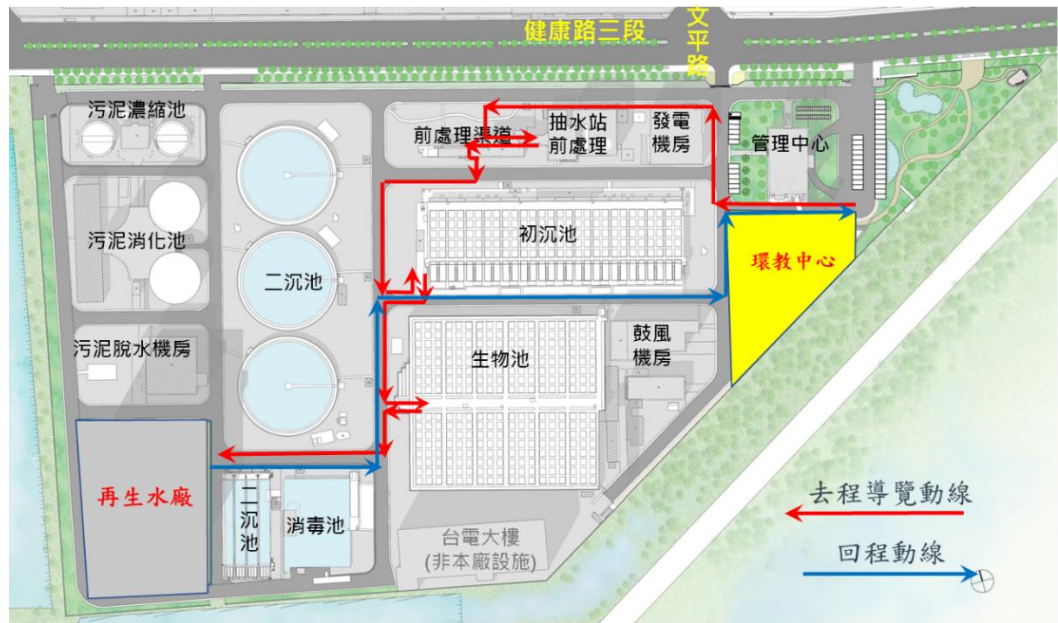 健康路三段
文平路
污泥濃縮池
前處理渠道
抽水站
前處理
發電
機房
管理中心
污泥消化池
二沉池
初沉池
環教中心
污泥脫水機房
生物池
鼓風
機房
再生水廠
二沉池
消毒池
台電大樓
(非本廠設施)
去程導覽動線
回程動線